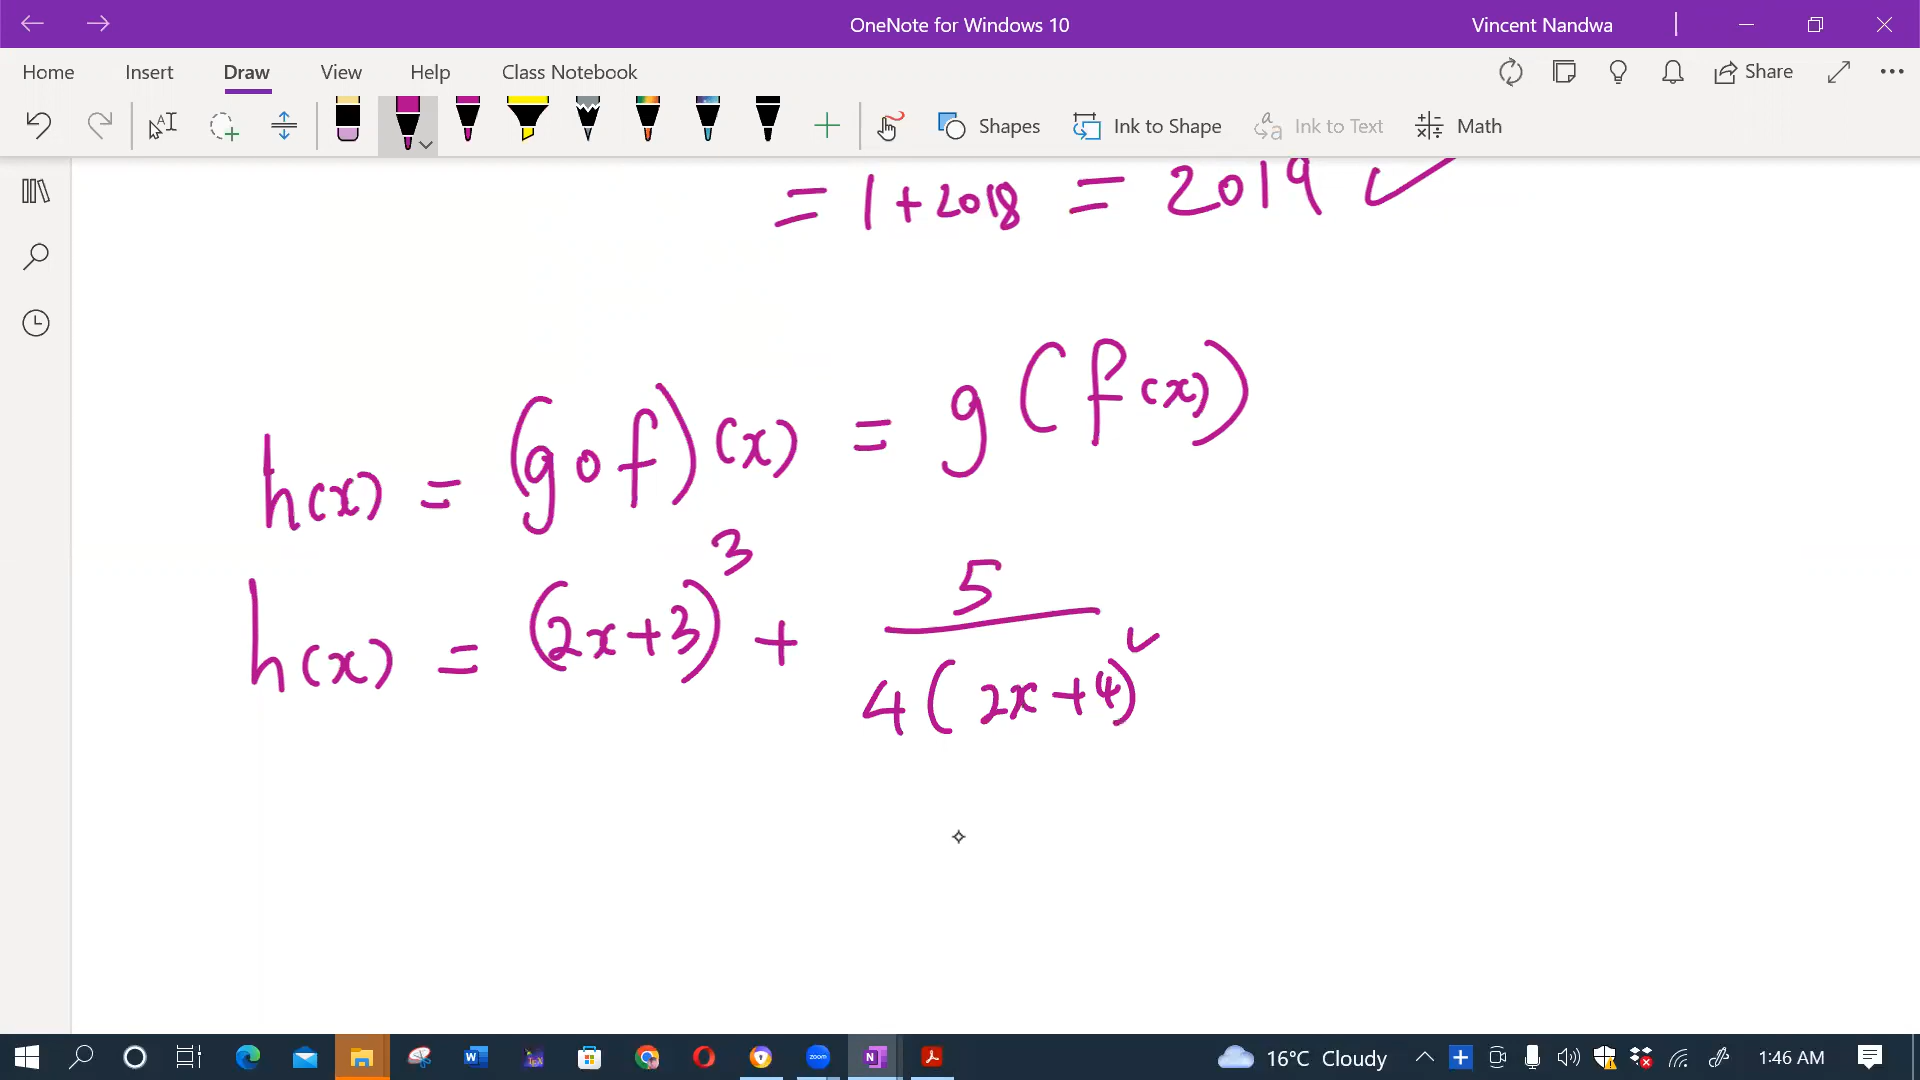 OneNote for Windows 10
Vincent Nandwa
Home Insert Draw View Help Class Notebook Share
Shapes Ink to Shape Ink to Text Math
= 1 + 2018 = 2019 ✓
h(x) = (g o f)(x) = g(f(x))
h(x) = (2x+3)³ + 5
4(2x+4) ✓
16°C Cloudy 1:46 AM